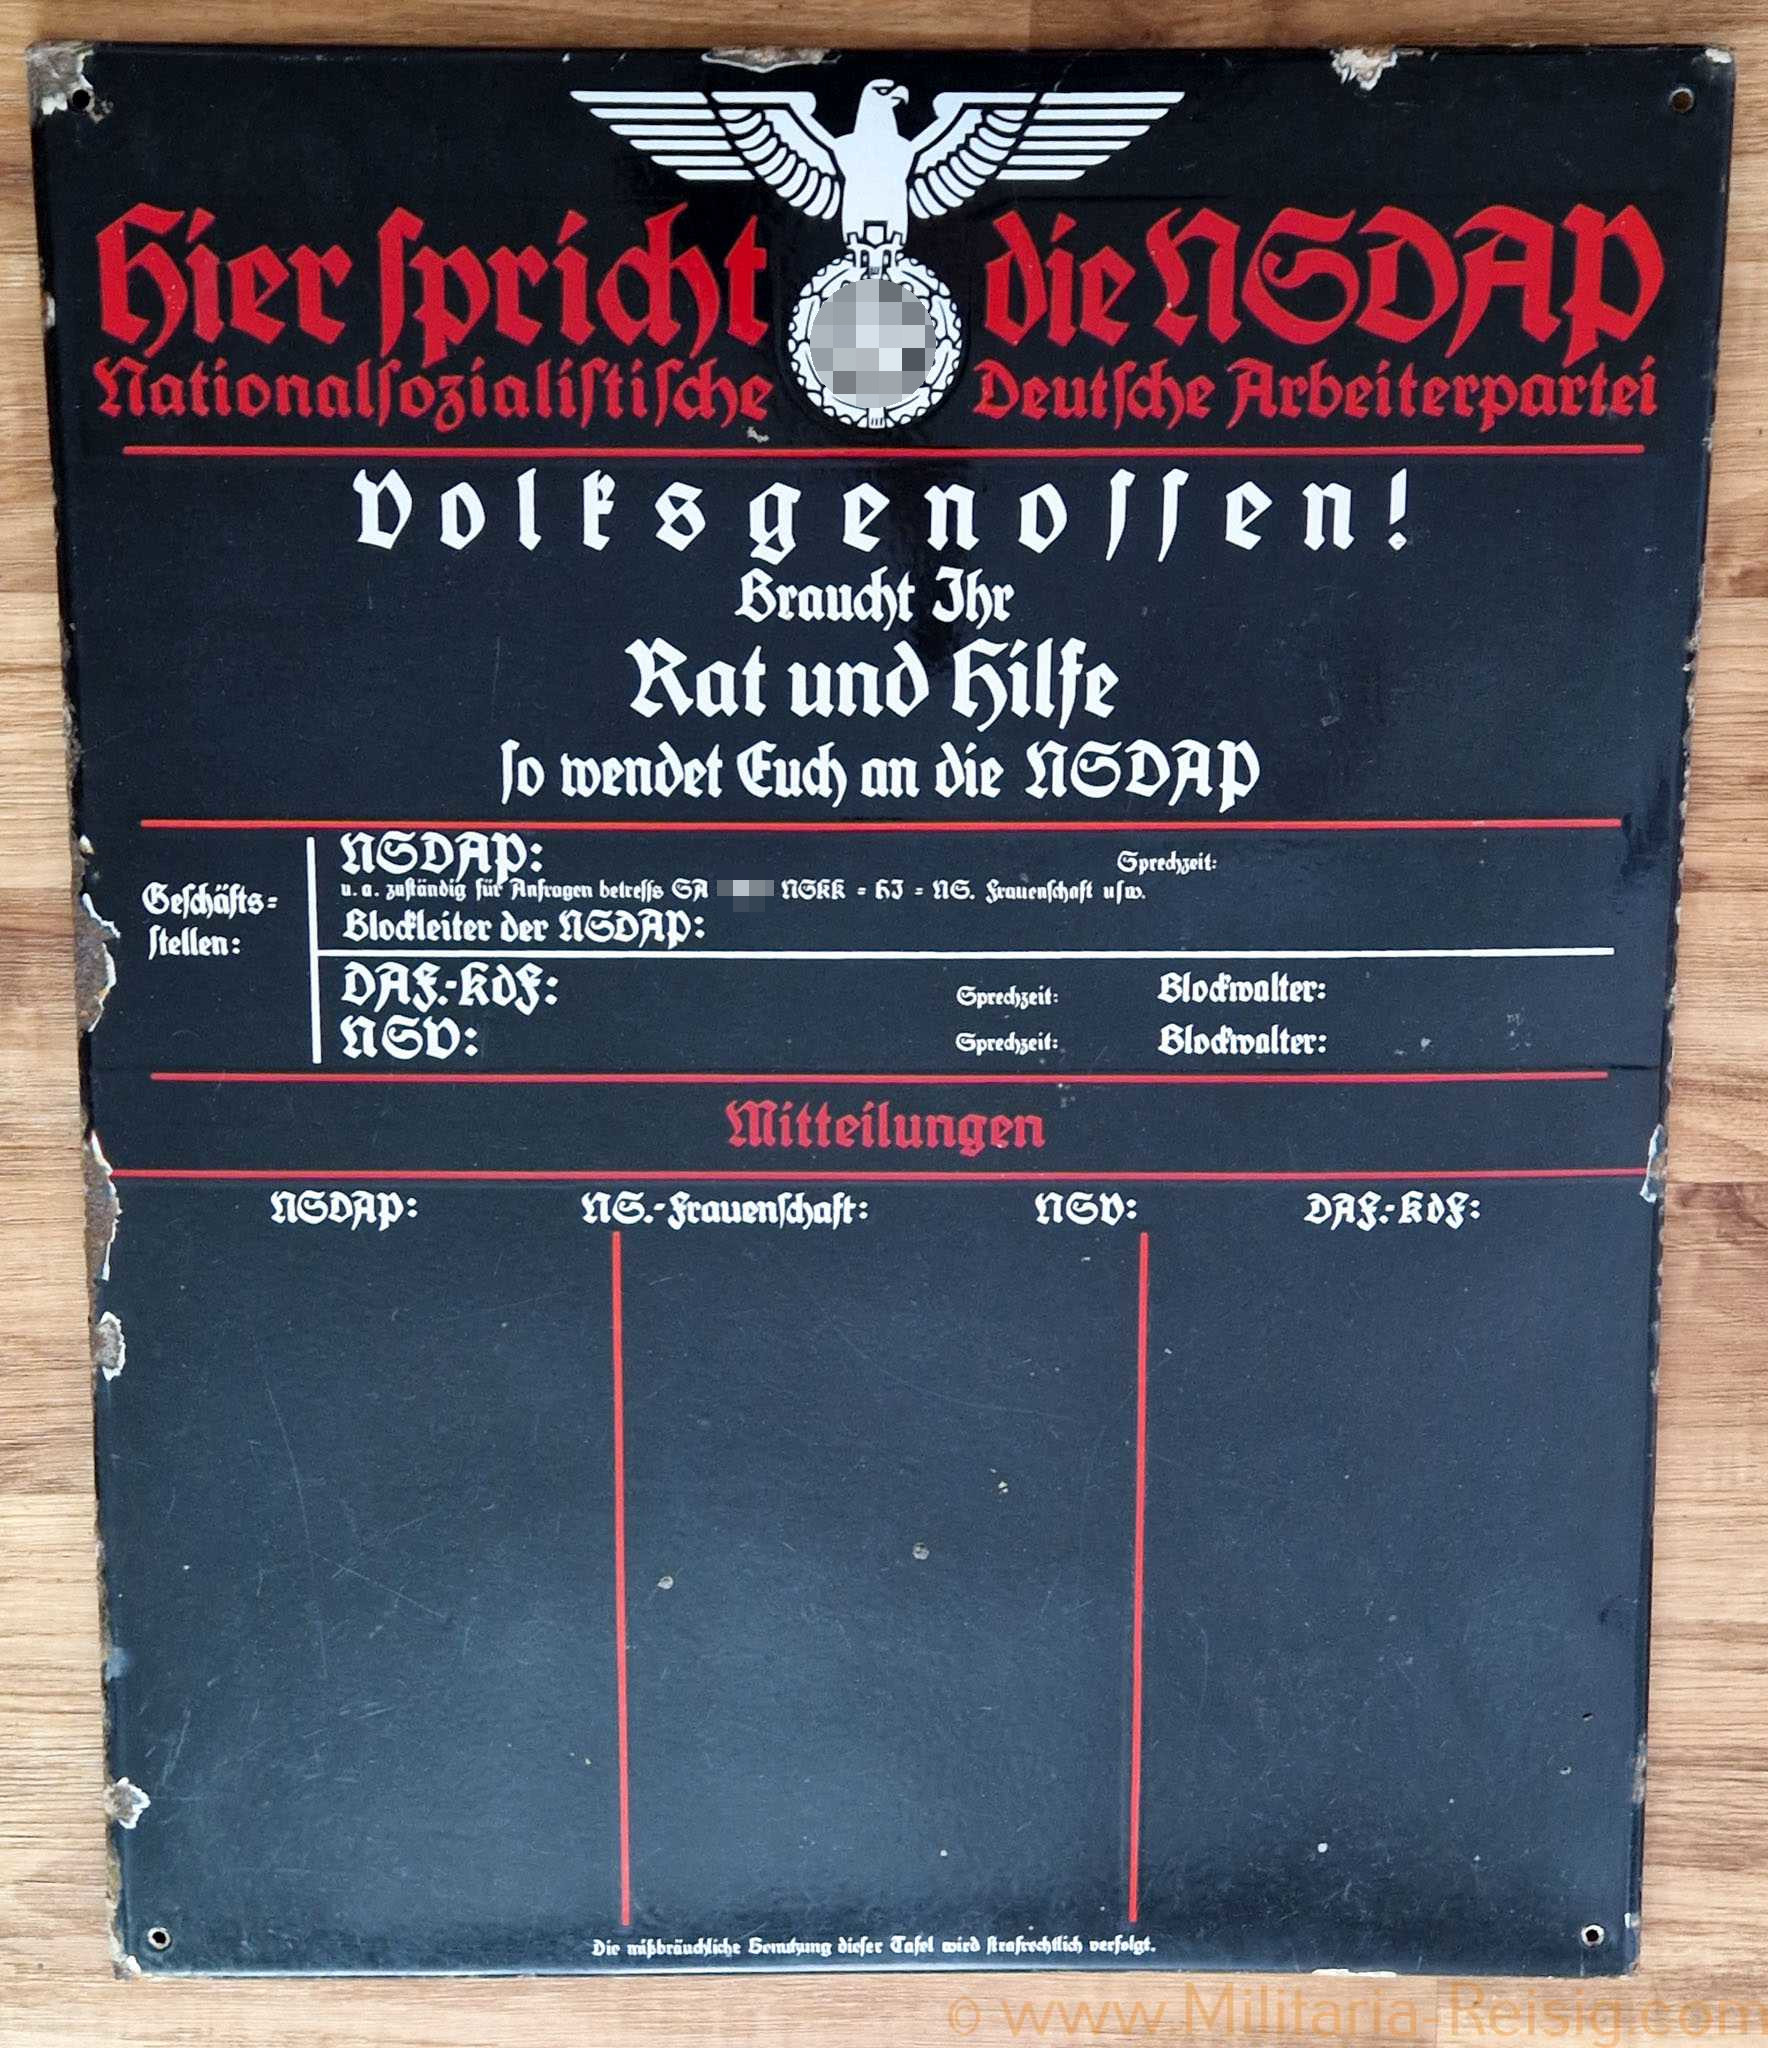 Hier spricht die NSDAP
Nationalsozialistische Deutsche Arbeiterpartei
Volksgenossen!
Braucht Ihr
Rat und Hilfe
so wendet Euch an die NSDAP
Geschäfts=
stellen:
NSDAP: Sprechzeit:
u. a. zuständig für Anfragen betreffs SA NSKK = HJ = NS. Frauenschaft usw.
Blockleiter der NSDAP:
DAF.-KdF: Sprechzeit: Blockwalter:
NSV: Sprechzeit: Blockwalter:
Mitteilungen
NSDAP: NS.-Frauenschaft: NSV: DAF.-KdF:
Die mißbräuchliche Benutzung dieser Tafel wird strafrechtlich verfolgt.
© www.Militaria-Reisig.com